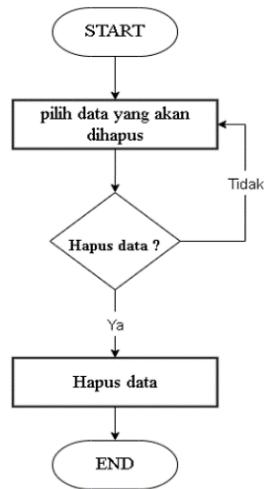 START
pilih data yang akan
dihapus
Tidak
Hapus data ?
Ya
Hapus data
END